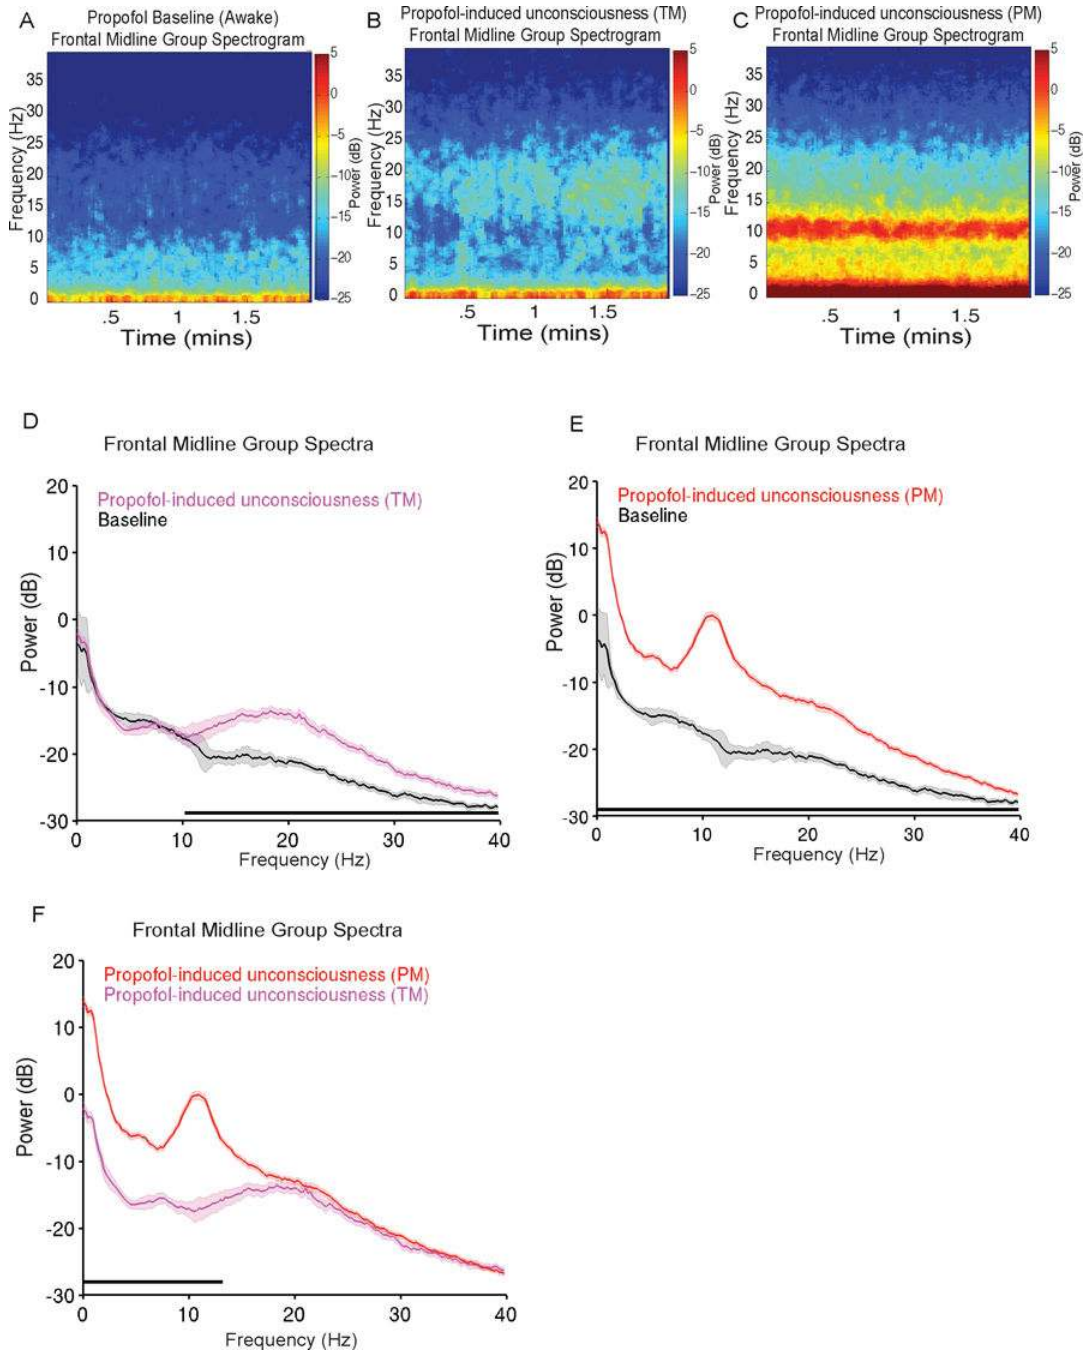 A
Propofol Baseline (Awake)
Frontal Midline Group Spectrogram
Frequency (Hz)
35
30
25
20
15
10
5
0
.5
1
1.5
Time (mins)
5
0
−5
−10
−15
−20
−25
Power (dB)
B
Propofol-induced unconsciousness (TM)
Frontal Midline Group Spectrogram
Frequency (Hz)
35
30
25
20
15
10
5
0
.5
1
1.5
Time (mins)
5
0
−5
−10
−15
−20
−25
Power (dB)
C
Propofol-induced unconsciousness (PM)
Frontal Midline Group Spectrogram
Frequency (Hz)
35
30
25
20
15
10
5
0
.5
1
1.5
Time (mins)
5
0
−5
−10
−15
−20
−25
Power (dB)
D
Frontal Midline Group Spectra
Propofol-induced unconsciousness (TM)
Baseline
Power (dB)
20
10
0
-10
-20
-30
0
10
20
30
40
Frequency (Hz)
E
Frontal Midline Group Spectra
Propofol-induced unconsciousness (PM)
Baseline
Power (dB)
20
10
0
-10
-20
-30
0
10
20
30
40
Frequency (Hz)
F
Frontal Midline Group Spectra
Propofol-induced unconsciousness (PM)
Propofol-induced unconsciousness (TM)
Power (dB)
20
10
0
-10
-20
-30
0
10
20
30
40
Frequency (Hz)